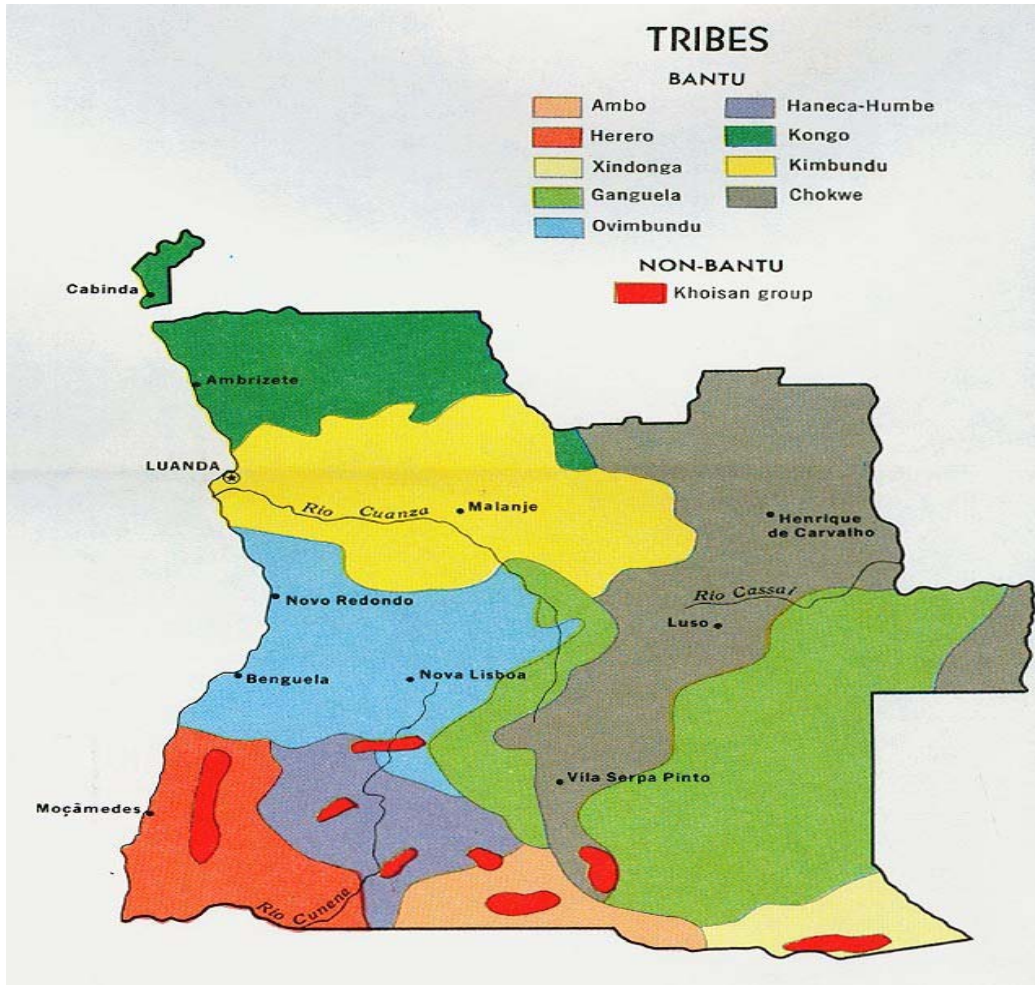 TRIBES
BANTU
Ambo
Herero
Xindonga
Ganguela
Ovimbundu
Haneca-Humbe
Kongo
Kimbundu
Chokwe
NON-BANTU
Khoisan group
Cabinda
Ambrizete
LUANDA
Rio Cuanza
Malanje
Henrique
de Carvalho
Rio Cassai
Luso
Novo Redondo
Benguela
Nova Lisboa
Vila Serpa Pinto
Moçâmedes
Rio Cunene